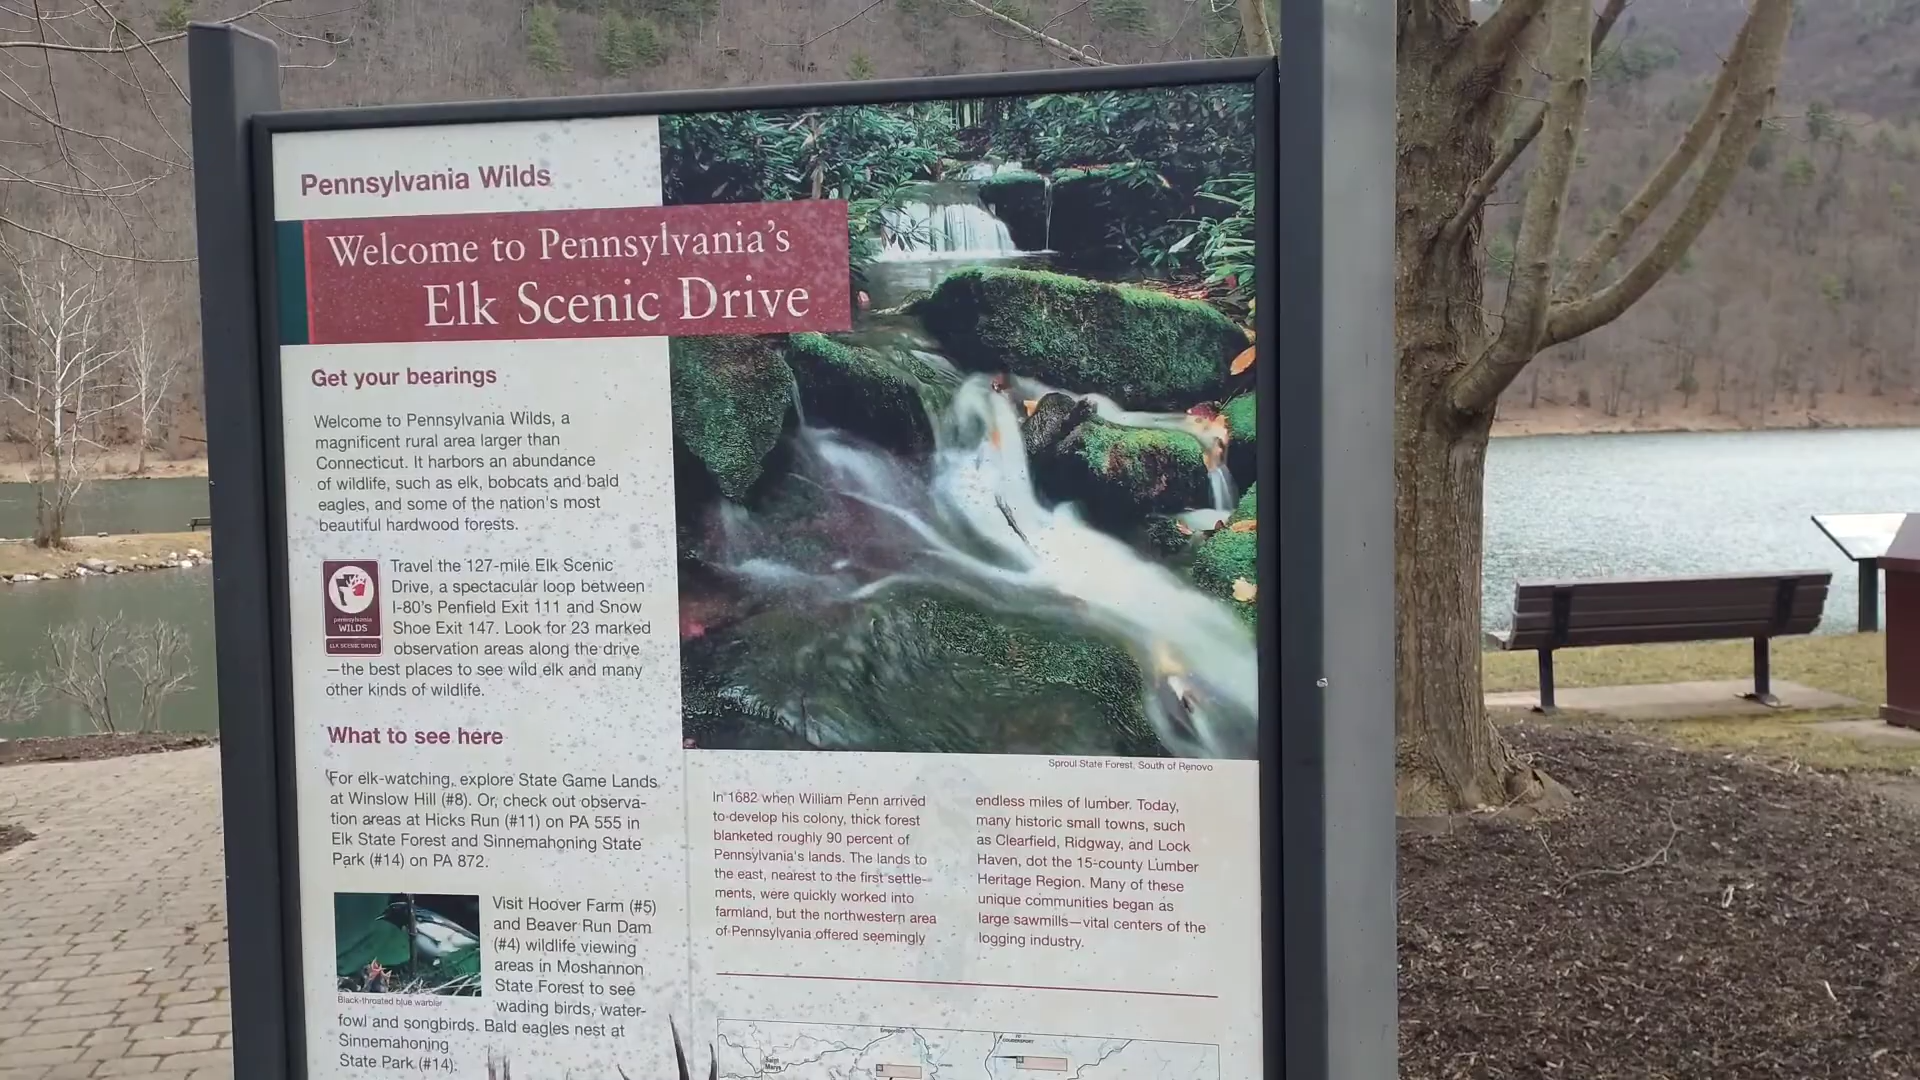 Pennsylvania Wilds
Welcome to Pennsylvania's
Elk Scenic Drive
Get your bearings
Welcome to Pennsylvania Wilds, a
magnificent rural area larger than
Connecticut. It harbors an abundance
of wildlife, such as elk, bobcats and bald
eagles, and some of the nation's most
beautiful hardwood forests.
pennsylvania
WILDS
ELK SCENIC DRIVE
Travel the 127-mile Elk Scenic
Drive, a spectacular loop between
I-80's Penfield Exit 111 and Snow
Shoe Exit 147. Look for 23 marked
observation areas along the drive
—the best places to see wild elk and many
other kinds of wildlife.
What to see here
For elk-watching, explore State Game Lands
at Winslow Hill (#8). Or, check out observa-
tion areas at Hicks Run (#11) on PA 555 in
Elk State Forest and Sinnemahoning State
Park (#14) on PA 872.
Visit Hoover Farm (#5)
and Beaver Run Dam
(#4) wildlife viewing
areas in Moshannon
State Forest to see
wading birds, water-
Black-throated blue warbler
fowl and songbirds. Bald eagles nest at
Sinnemahoning
State Park (#14).
Sproul State Forest, South of Renovo
In 1682 when William Penn arrived
to develop his colony, thick forest
blanketed roughly 90 percent of
Pennsylvania's lands. The lands to
the east, nearest to the first settle-
ments, were quickly worked into
farmland, but the northwestern area
of Pennsylvania offered seemingly
endless miles of lumber. Today,
many historic small towns, such
as Clearfield, Ridgway, and Lock
Haven, dot the 15-county Lumber
Heritage Region. Many of these
unique communities began as
large sawmills—vital centers of the
logging industry.
Emporium
COUDERSPORT
Saint
Marys